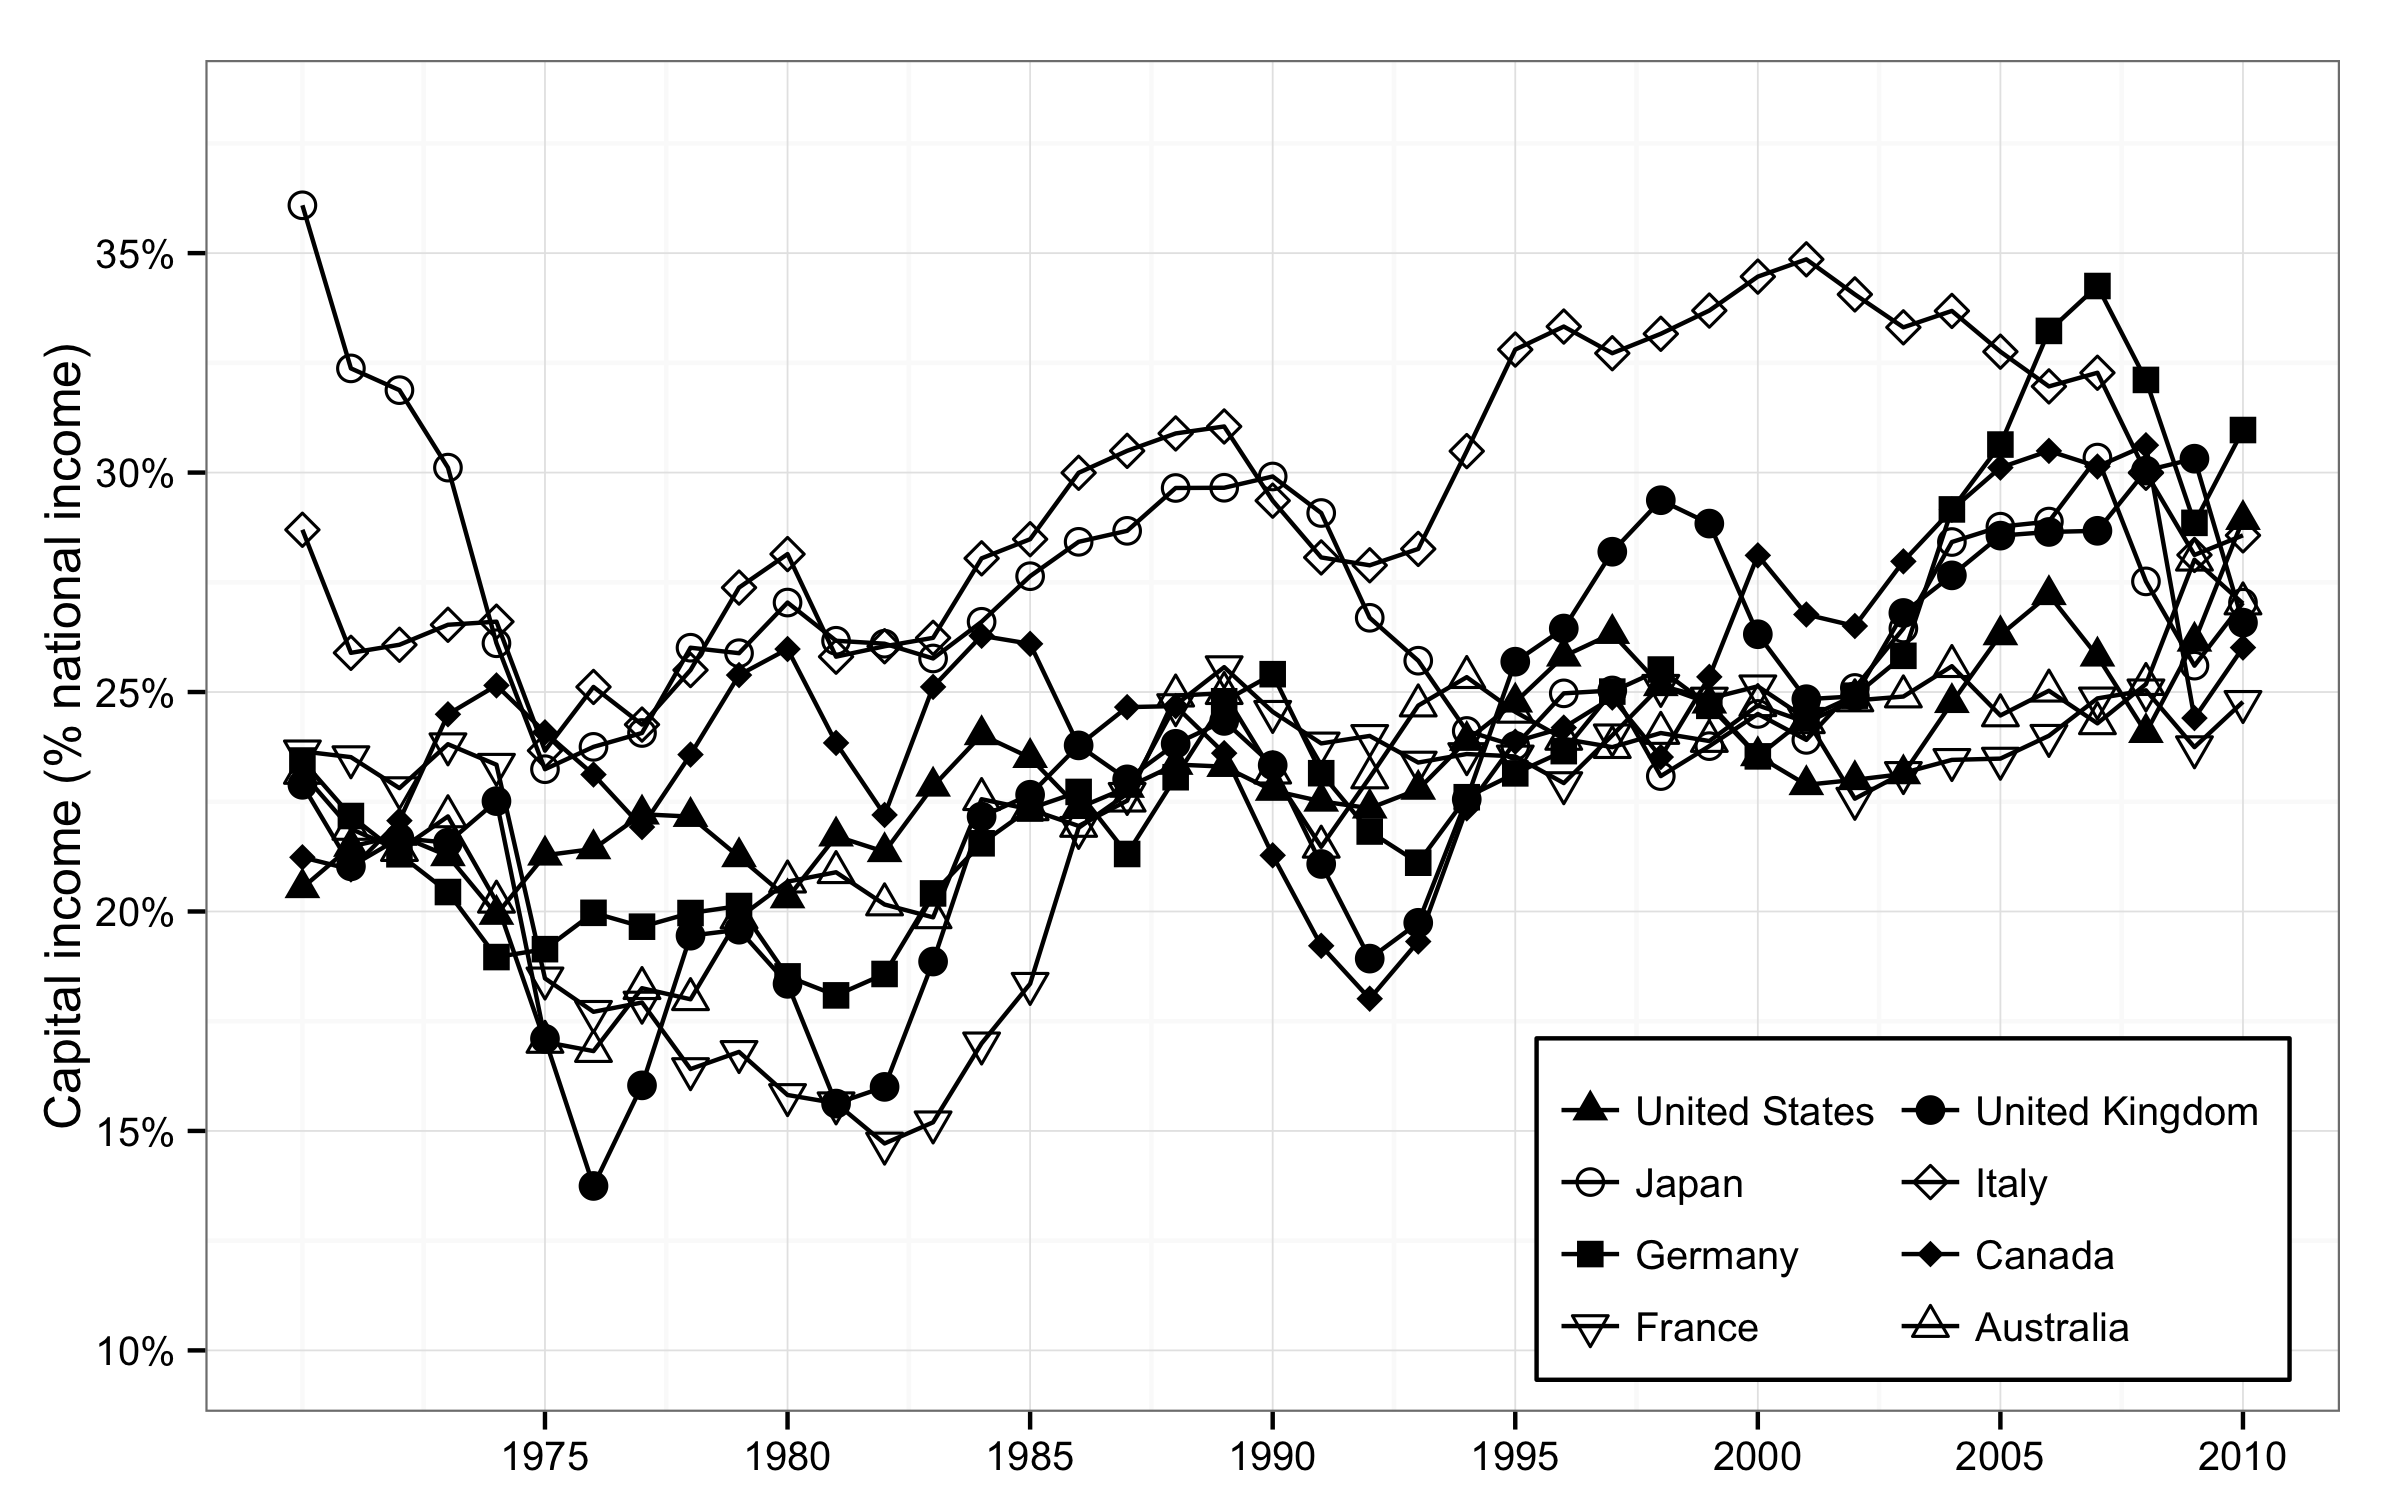 Capital income (% national income)
35%
30%
25%
20%
15%
10%
United States
United Kingdom
Japan
Italy
Germany
Canada
France
Australia
1975
1980
1985
1990
1995
2000
2005
2010